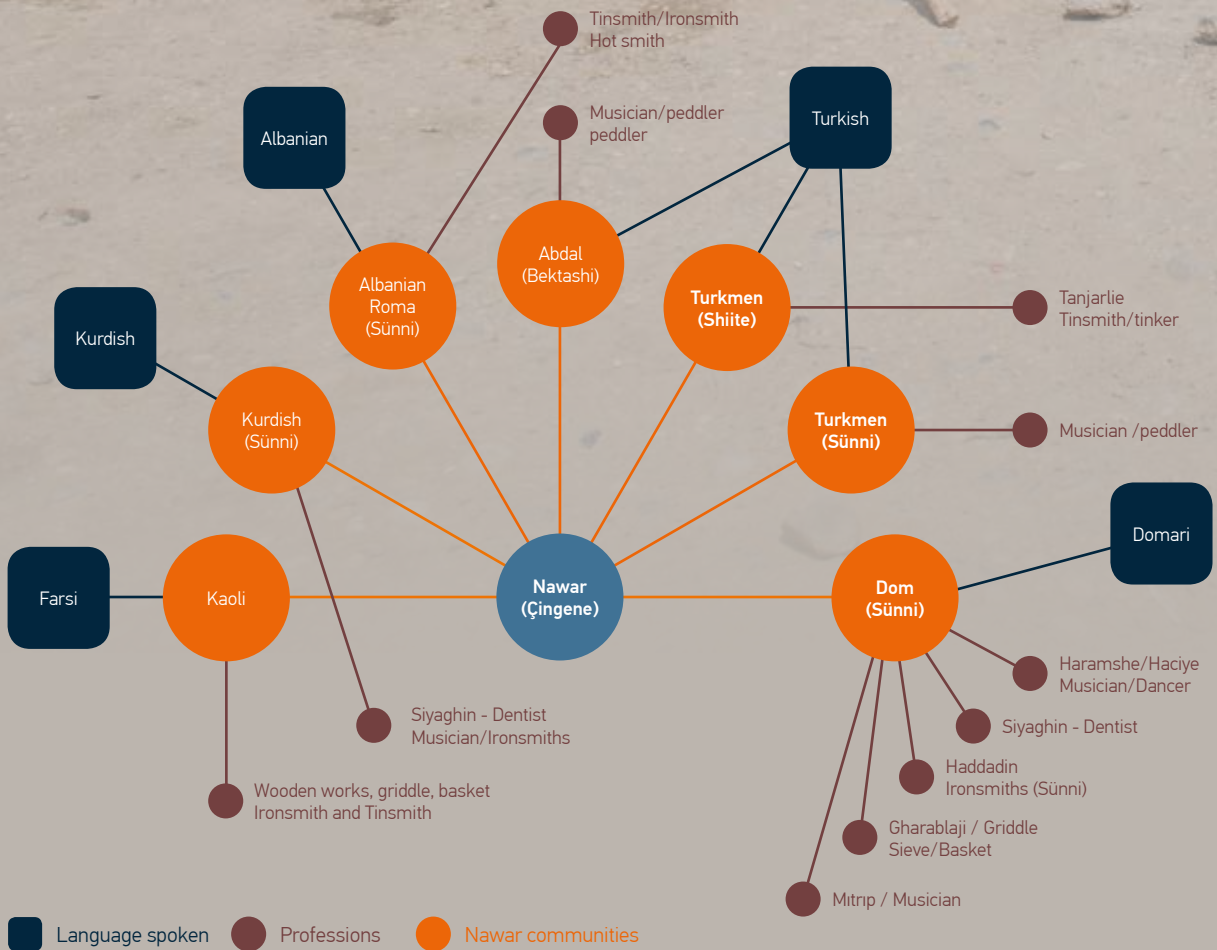 Tinsmith/Ironsmith
Hot smith
Musician/peddler
peddler
Albanian
Turkish
Abdal
(Bektashi)
Albanian
Roma
(Sünni)
Turkmen
(Shiite)
Tanjarlie
Tinsmith/tinker
Kurdish
Kurdish
(Sünni)
Turkmen
(Sünni)
Musician /peddler
Domari
Farsi
Kaoli
Nawar
(Çingene)
Dom
(Sünni)
Haramshe/Haciye
Musician/Dancer
Siyaghin - Dentist
Musician/Ironsmiths
Siyaghin - Dentist
Haddadin
Ironsmiths (Sünni)
Wooden works, griddle, basket
Ironsmith and Tinsmith
Gharablaji / Griddle
Sieve/Basket
Mıtrıp / Musician
Language spoken
Professions
Nawar communities